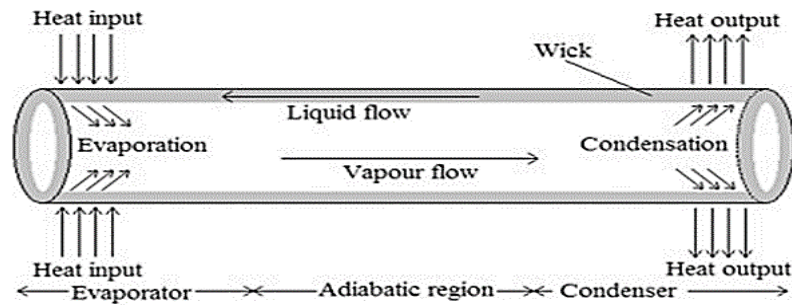 Heat input
Heat output
Wick
Liquid flow
Evaporation
Condensation
Vapour flow
Heat input
Heat output
Evaporator
Adiabatic region
Condenser